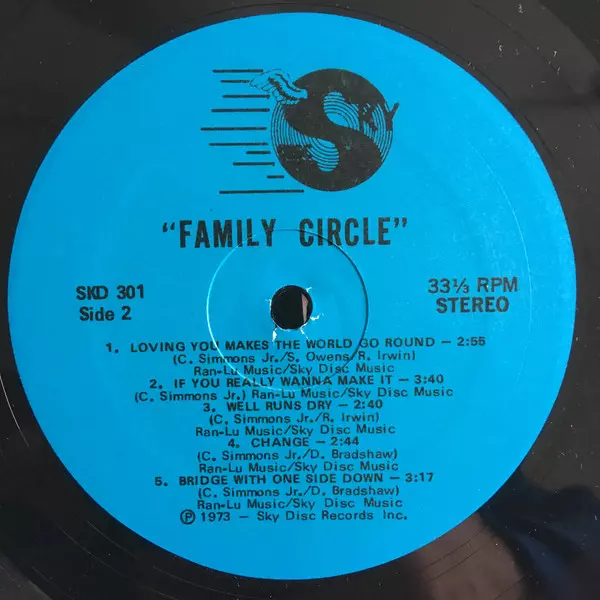 SKY
"FAMILY CIRCLE"
SKD 301
Side 2
33⅓ RPM
STEREO
1. LOVING YOU MAKES THE WORLD GO ROUND — 2:55
(C. Simmons Jr./S. Owens/R. Irwin)
Ran-Lu Music/Sky Disc Music
2. IF YOU REALLY WANNA MAKE IT — 3:40
(C. Simmons Jr.) Ran-Lu Music/Sky Disc Music
3. WELL RUNS DRY — 2:40
(C. Simmons Jr./R. Irwin)
Ran-Lu Music/Sky Disc Music
4. CHANGE — 2:44
(C. Simmons Jr./D. Bradshaw)
Ran-Lu Music/Sky Disc Music
5. BRIDGE WITH ONE SIDE DOWN — 3:17
(C. Simmons Jr./D. Bradshaw)
Ran-Lu Music/Sky Disc Music
℗ 1973 - Sky Disc Records Inc.